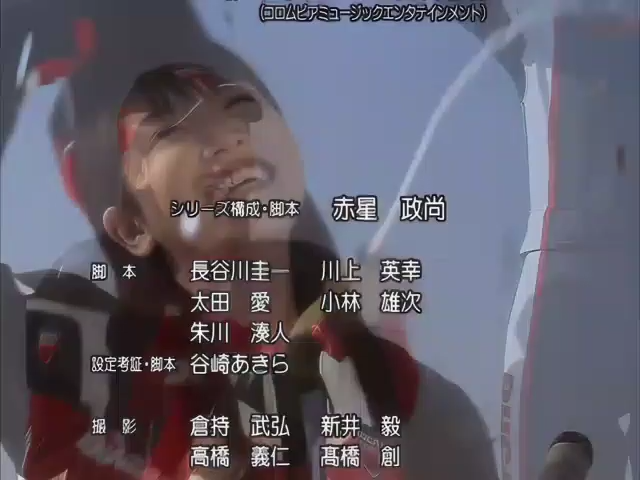 (コロムビアミュージックエンタテインメント)
シリーズ構成・脚本 赤星 政尚
脚 本 長谷川圭一 川上 英幸
太田 愛 小林 雄次
朱川 湊人
設定考証・脚本 谷崎あきら
撮 影 倉持 武弘 新井 毅
高橋 義仁 髙橋 創